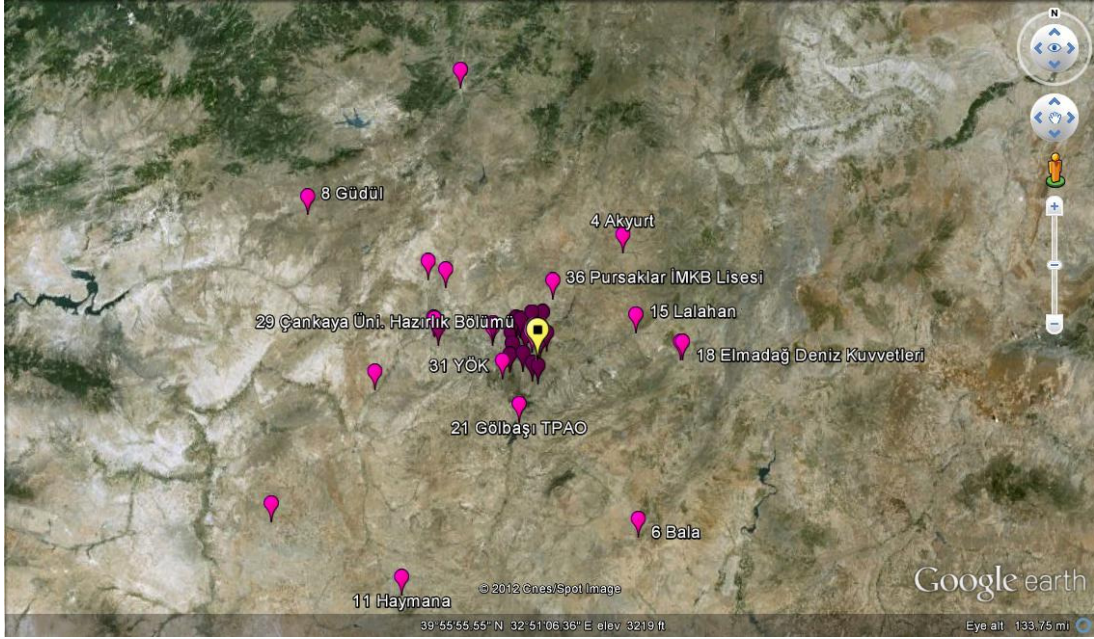 N
8 Güdül
4 Akyurt
36 Pursaklar İMKB Lisesi
15 Lalahan
29 Çankaya Üni. Hazırlık Bölümü
18 Elmadağ Deniz Kuvvetleri
31 YÖK
21 Gölbaşı TPAO
6 Bala
11 Haymana
© 2012 Cnes/Spot Image
Google earth
39°55'55.55" N 32°51'06.36" E elev 3219 ft
Eye alt 133.75 mi